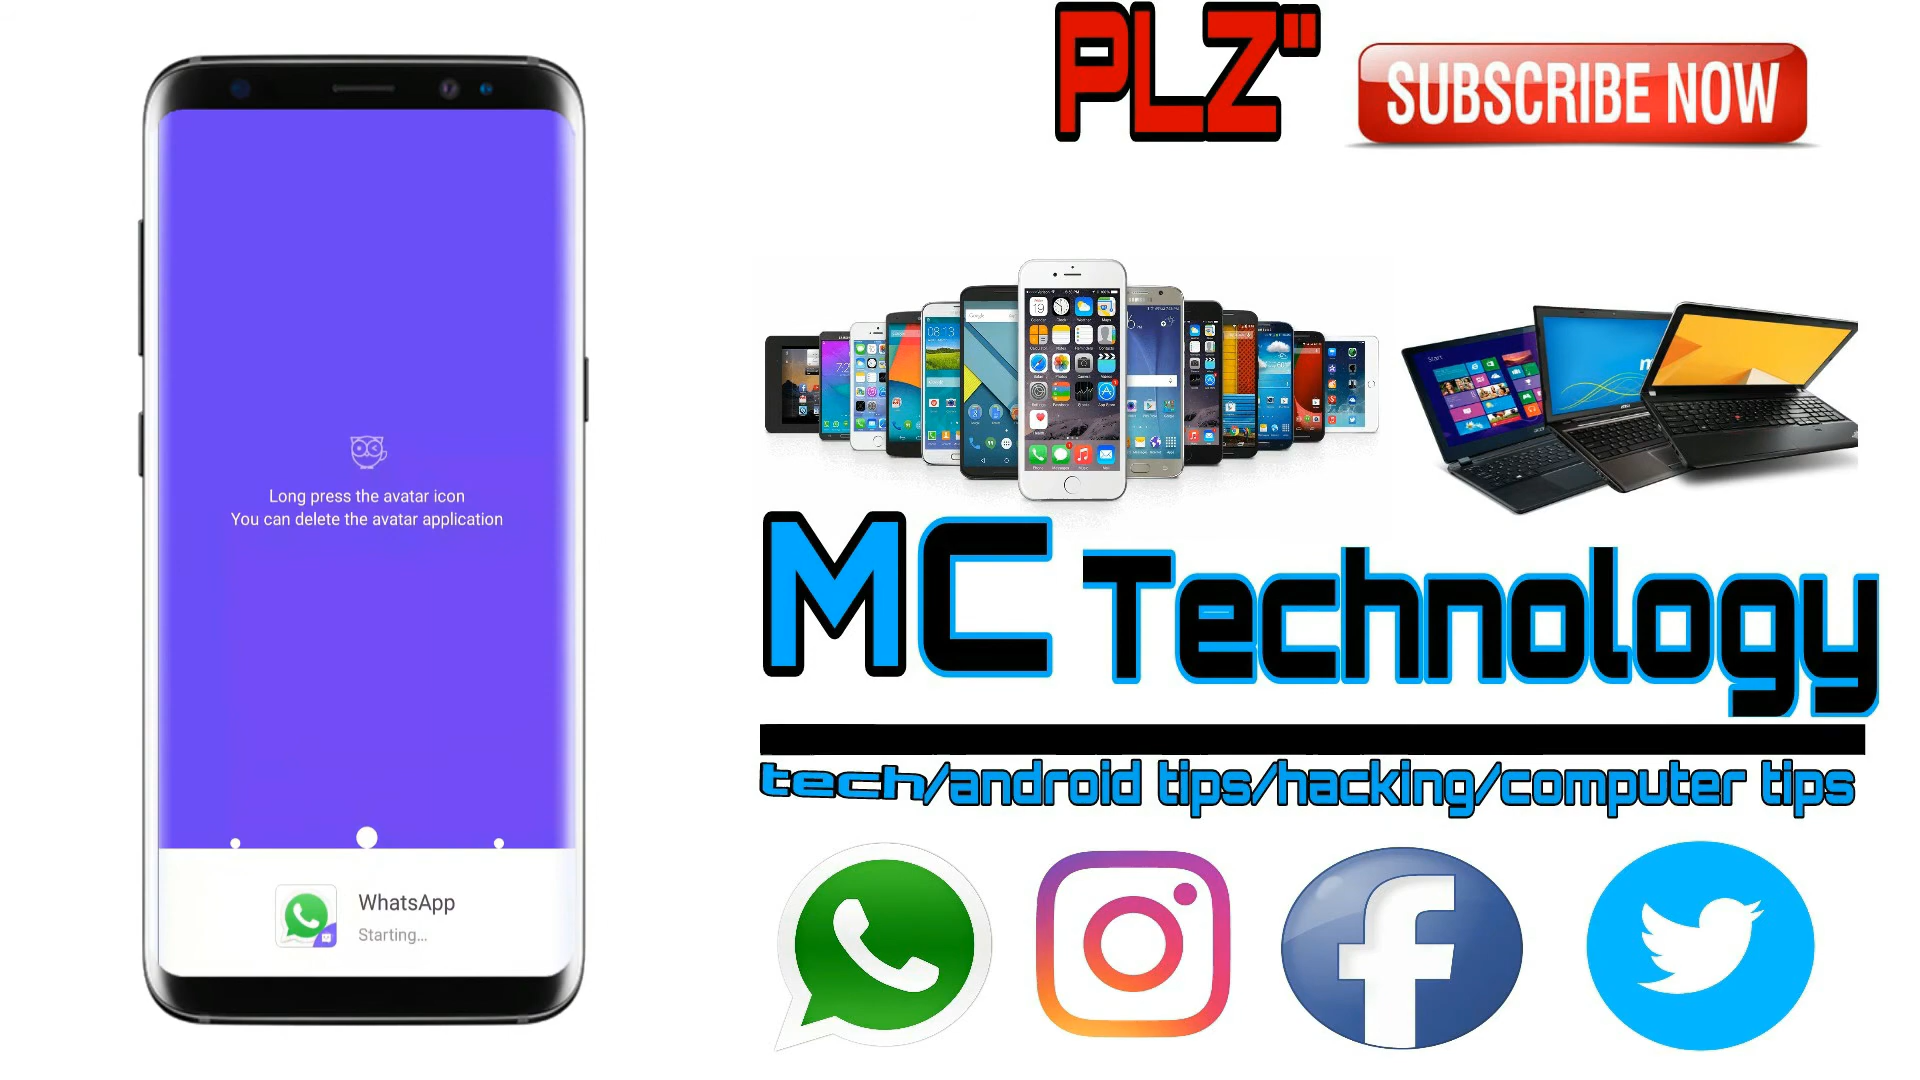 PLZ"
SUBSCRIBE NOW
Long press the avatar icon
You can delete the avatar application
MC Technology
tech/android tips/hacking/computer tips
WhatsApp
Starting...